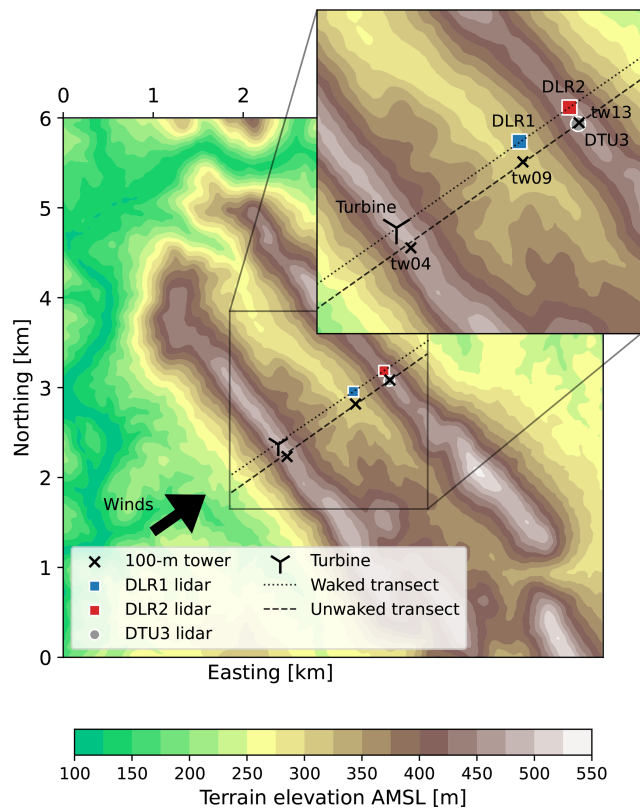 0 1 2
6
5
4
3
2
1
0
Northing [km]
Easting [km]
DLR2
tw13
DLR1
DTU3
tw09
Turbine
tw04
Winds
100-m tower
DLR1 lidar
DLR2 lidar
DTU3 lidar
Turbine
Waked transect
Unwaked transect
100 150 200 250 300 350 400 450 500 550
Terrain elevation AMSL [m]